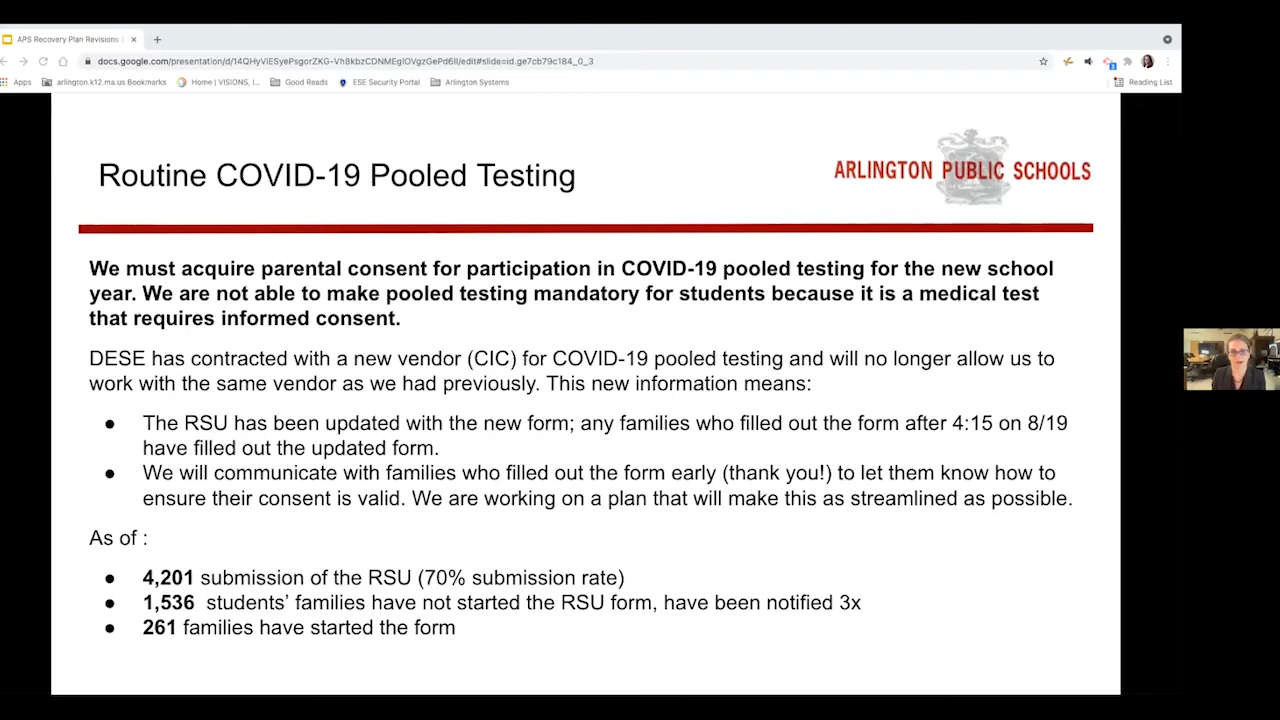 APS Recovery Plan Revisions
docs.google.com/presentation/d/14QHyViESyePsgorZKG-Vh8kbzCDNMEglOVgzGePd6lI/edit#slide=id.ge7cb79c184_0_3
Apps arlington.k12.ma.us Bookmarks Home | VISIONS, I... Good Reads ESE Security Portal Arlington Systems Reading List
Routine COVID-19 Pooled Testing
ARLINGTON PUBLIC SCHOOLS
We must acquire parental consent for participation in COVID-19 pooled testing for the new school
year. We are not able to make pooled testing mandatory for students because it is a medical test
that requires informed consent.
DESE has contracted with a new vendor (CIC) for COVID-19 pooled testing and will no longer allow us to
work with the same vendor as we had previously. This new information means:
● The RSU has been updated with the new form; any families who filled out the form after 4:15 on 8/19
have filled out the updated form.
● We will communicate with families who filled out the form early (thank you!) to let them know how to
ensure their consent is valid. We are working on a plan that will make this as streamlined as possible.
As of :
● 4,201 submission of the RSU (70% submission rate)
● 1,536 students’ families have not started the RSU form, have been notified 3x
● 261 families have started the form